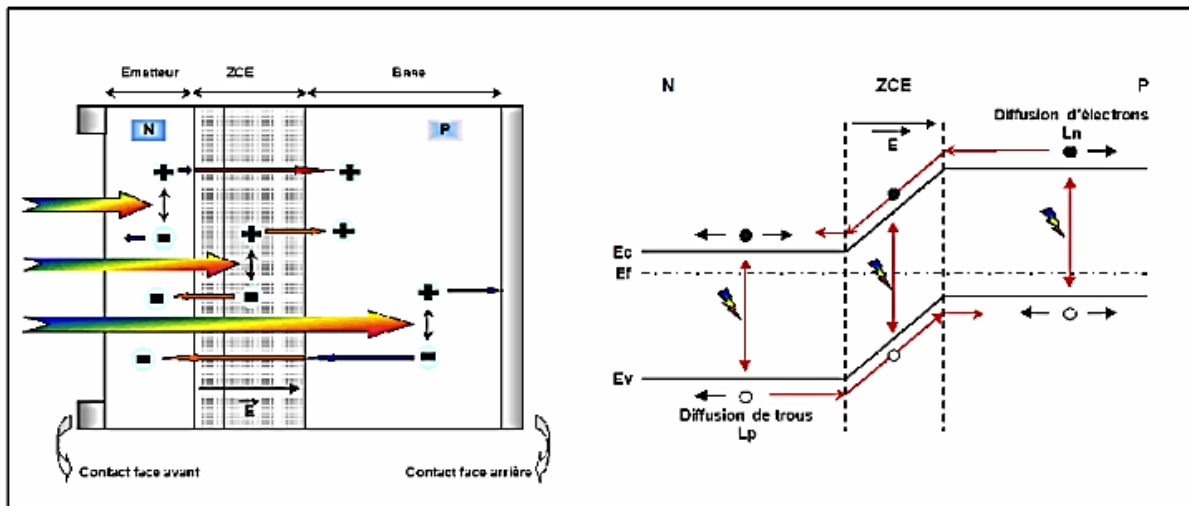 Emetteur
ZCE
Base
N
P
E
Contact face avant
Contact face arrière
N
ZCE
P
E
Diffusion d'électrons
Ln
Ec
Ef
Ev
Diffusion de trous
Lp